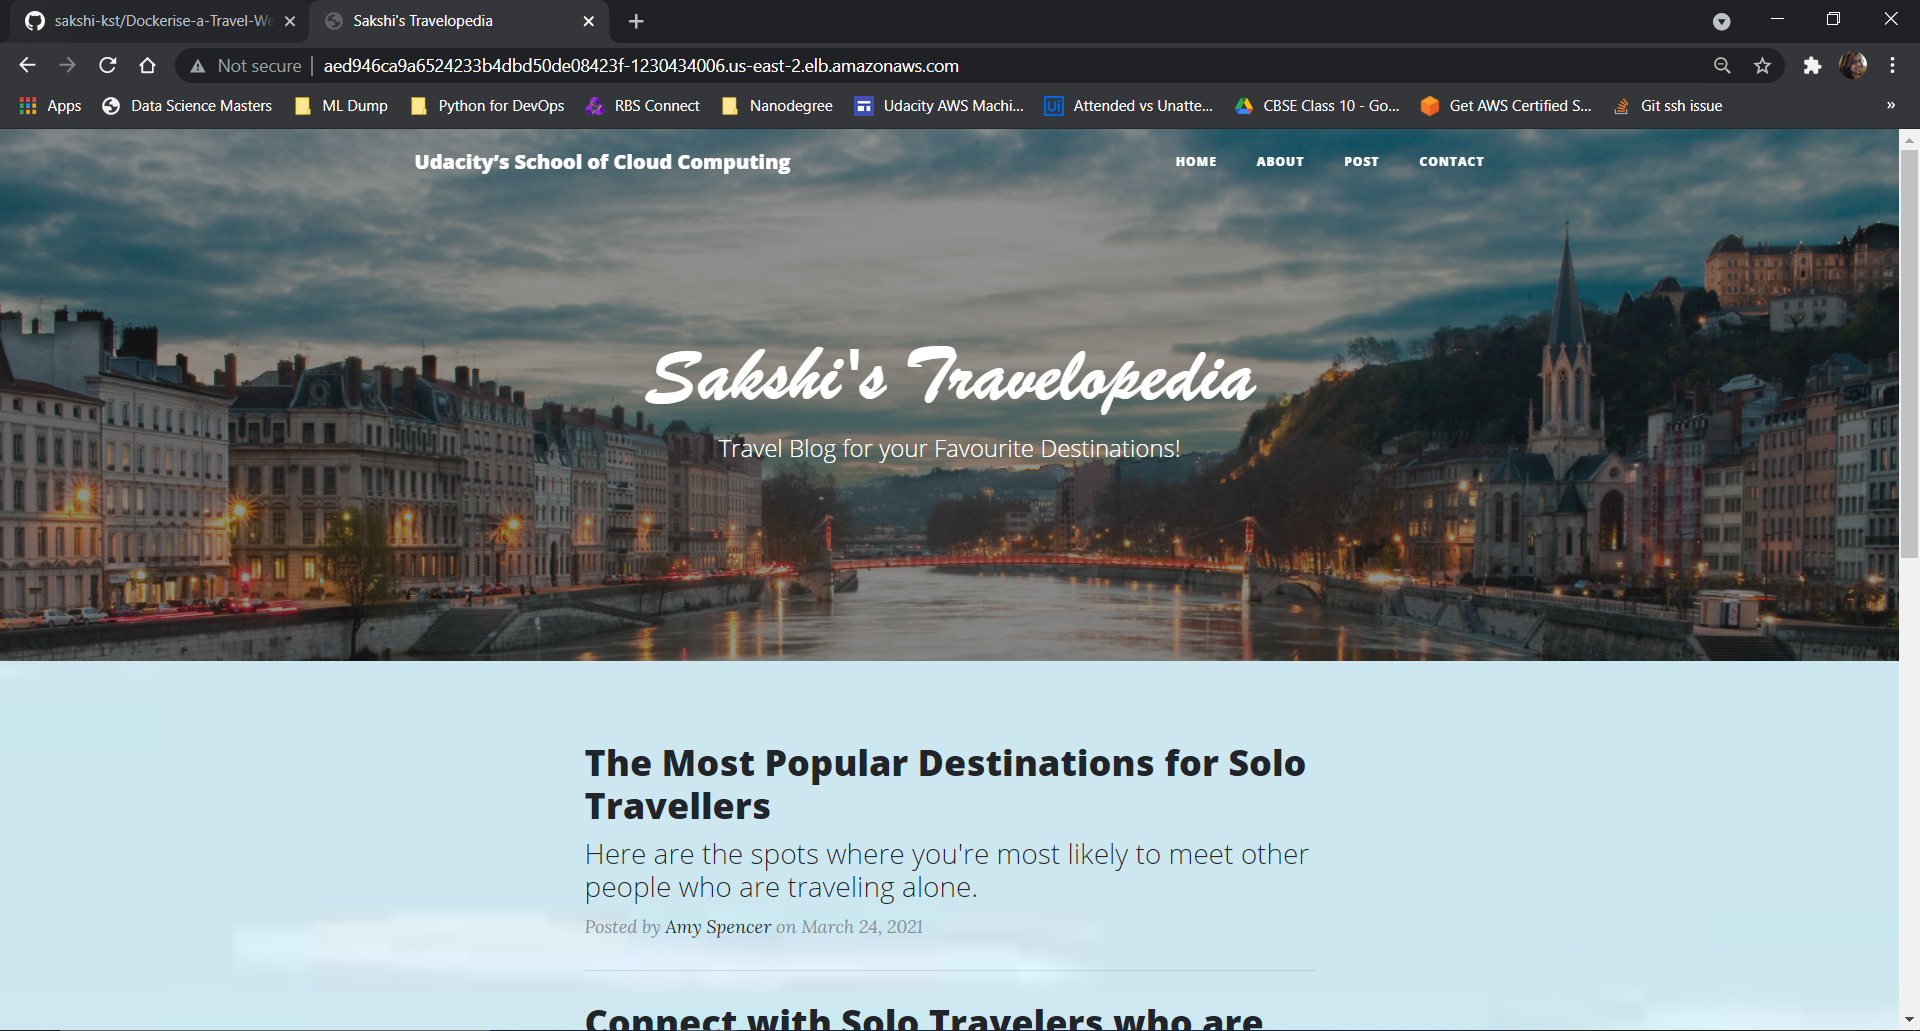 sakshi-kst/Dockerise-a-Travel-We
Sakshi's Travelopedia
Not secure
aed946ca9a6524233b4dbd50de08423f-1230434006.us-east-2.elb.amazonaws.com
Apps
Data Science Masters
ML Dump
Python for DevOps
RBS Connect
Nanodegree
Udacity AWS Machi...
Attended vs Unatte...
CBSE Class 10 - Go...
Get AWS Certified S...
Git ssh issue
»
Udacity’s School of Cloud Computing
HOME
ABOUT
POST
CONTACT
Sakshi's Travelopedia
Travel Blog for your Favourite Destinations!
The Most Popular Destinations for Solo
Travellers
Here are the spots where you're most likely to meet other
people who are traveling alone.
Posted by Amy Spencer on March 24, 2021
Connect with Solo Travelers who are